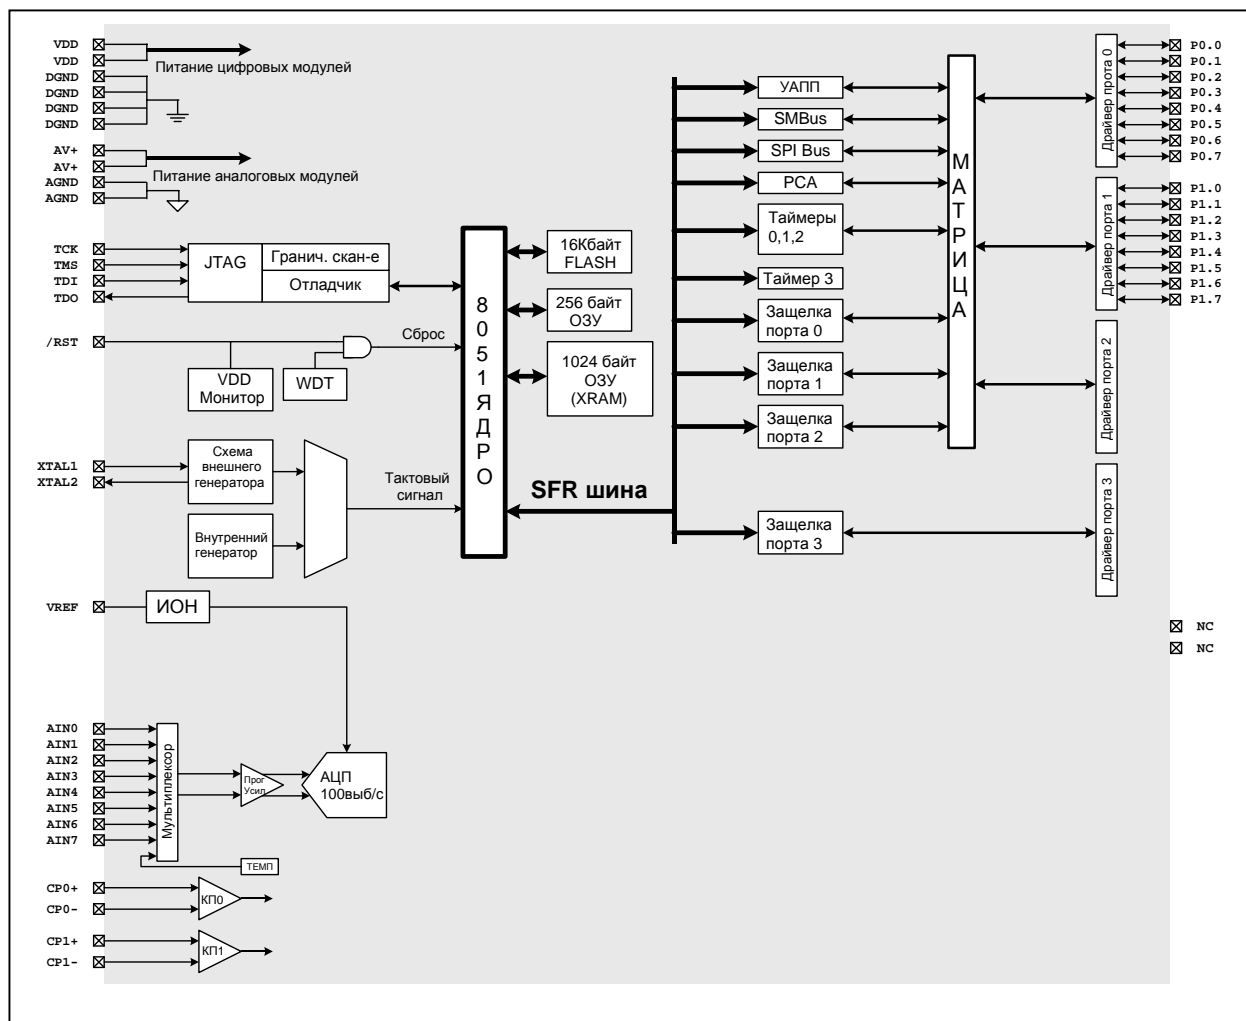 VDD
VDD
Питание цифровых модулей
DGND
DGND
DGND
DGND
AV+
AV+
Питание аналоговых модулей
AGND
AGND
TCK
TMS
TDI
TDO
JTAG
Гранич. скан-е
Отладчик
/RST
VDD
Монитор
WDT
Сброс
XTAL1
XTAL2
Схема
внешнего
генератора
Внутренний
генератор
Тактовый
сигнал
8051ЯДРО
16Кбайт
FLASH
256 байт
ОЗУ
1024 байт
ОЗУ
(XRAM)
SFR шина
УАПП
SMBus
SPI Bus
PCA
Таймеры
0,1,2
Таймер 3
Защелка
порта 0
Защелка
порта 1
Защелка
порта 2
Защелка
порта 3
МАТРИЦА
Драйвер прота 0
Драйвер порта 1
Драйвер порта 2
Драйвер порта 3
P0.0
P0.1
P0.2
P0.3
P0.4
P0.5
P0.6
P0.7
P1.0
P1.1
P1.2
P1.3
P1.4
P1.5
P1.6
P1.7
NC
NC
VREF
ИОН
AIN0
AIN1
AIN2
AIN3
AIN4
AIN5
AIN6
AIN7
Мультиплексор
Прог
Усил
АЦП
100выб/с
ТЕМП
CP0+
CP0-
КП0
CP1+
CP1-
КП1